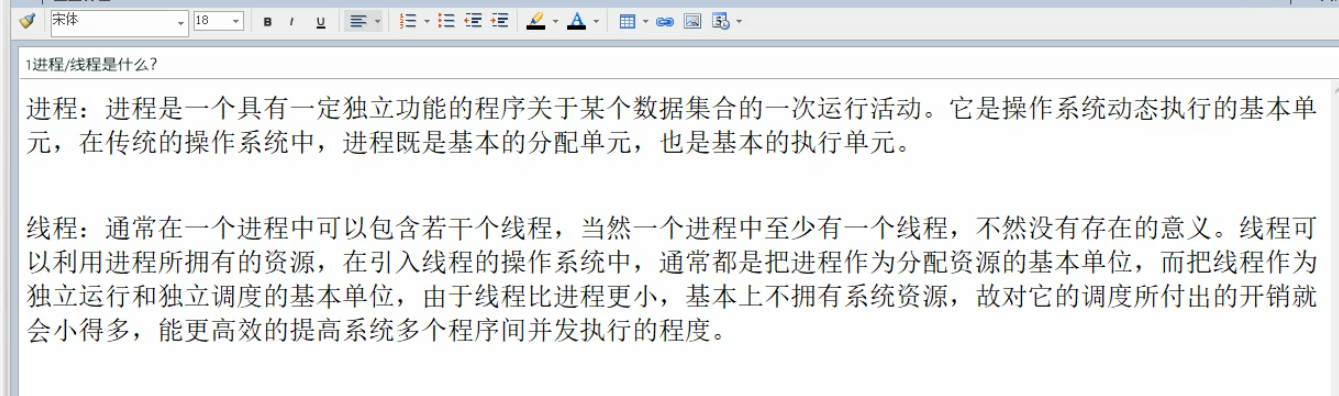 宋体 18 B I U
1进程/线程是什么?
进程：进程是一个具有一定独立功能的程序关于某个数据集合的一次运行活动。它是操作系统动态执行的基本单
元，在传统的操作系统中，进程既是基本的分配单元，也是基本的执行单元。
线程：通常在一个进程中可以包含若干个线程，当然一个进程中至少有一个线程，不然没有存在的意义。线程可
以利用进程所拥有的资源，在引入线程的操作系统中，通常都是把进程作为分配资源的基本单位，而把线程作为
独立运行和独立调度的基本单位，由于线程比进程更小，基本上不拥有系统资源，故对它的调度所付出的开销就
会小得多，能更高效的提高系统多个程序间并发执行的程度。